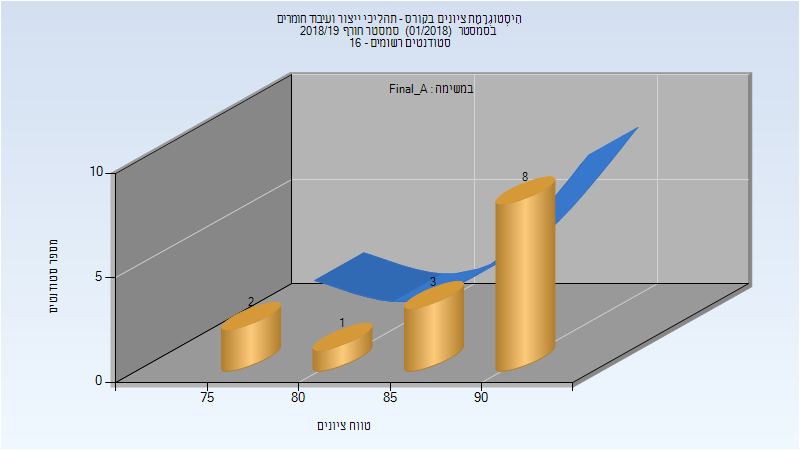 היסטוגרמת ציונים בקורס - תהליכי ייצור ועיבוד חומרים
בסמסטר (01/2018) סמסטר חורף 2018/19
סטודנטים רשומים - 16
במשימה : Final_A
10
5
0
מספר סטודנטים
2
1
3
8
75
80
85
90
טווח ציונים